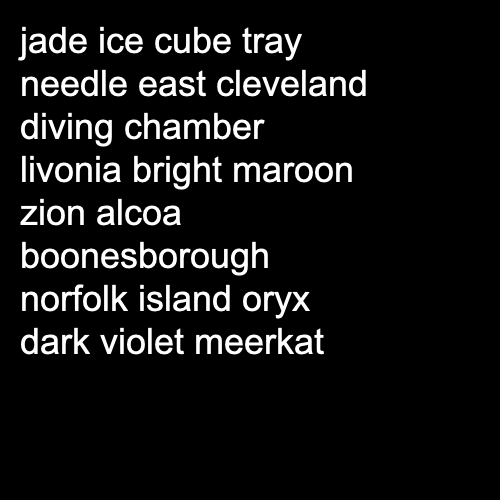 jade ice cube tray
needle east cleveland
diving chamber
livonia bright maroon
zion alcoa
boonesborough
norfolk island oryx
dark violet meerkat